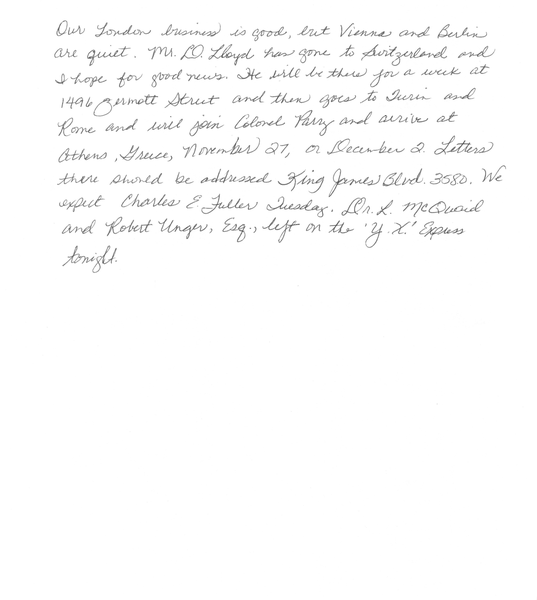 Our London business is good, but Vienna and Berlin
are quiet. Mr. D. Lloyd has gone to Switzerland and
I hope for good news. He will be there for a week at
1496 Zermott Street and then goes to Turin and
Rome and will join Colonel Parry and arrive at
Athens, Greece, November 27, or December 2. Letters
there should be addressed King James Blvd. 3580. We
expect Charles E. Fuller Tuesday. Dr. L. McQuaid
and Robert Unger, Esq., left on the 'Y.X.' Express
tonight.